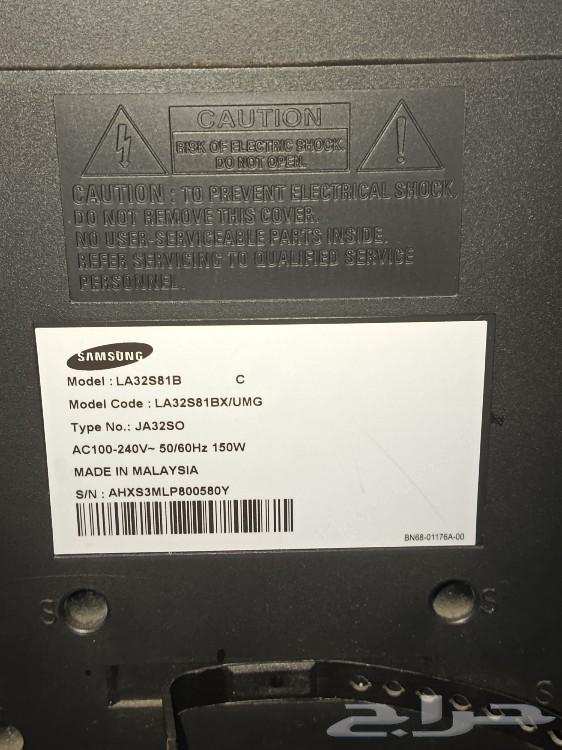 CAUTION
RISK OF ELECTRIC SHOCK.
DO NOT OPEN.
CAUTION : TO PREVENT ELECTRICAL SHOCK,
DO NOT REMOVE THIS COVER.
NO USER-SERVICEABLE PARTS INSIDE.
REFER SERVICING TO QUALIFIED SERVICE
PERSONNEL.
SAMSUNG
Model : LA32S81B C
Model Code : LA32S81BX/UMG
Type No.: JA32SO
AC100-240V~ 50/60Hz 150W
MADE IN MALAYSIA
S/N : AHXS3MLP800580Y
BN68-01176A-00
S S
S
حراج